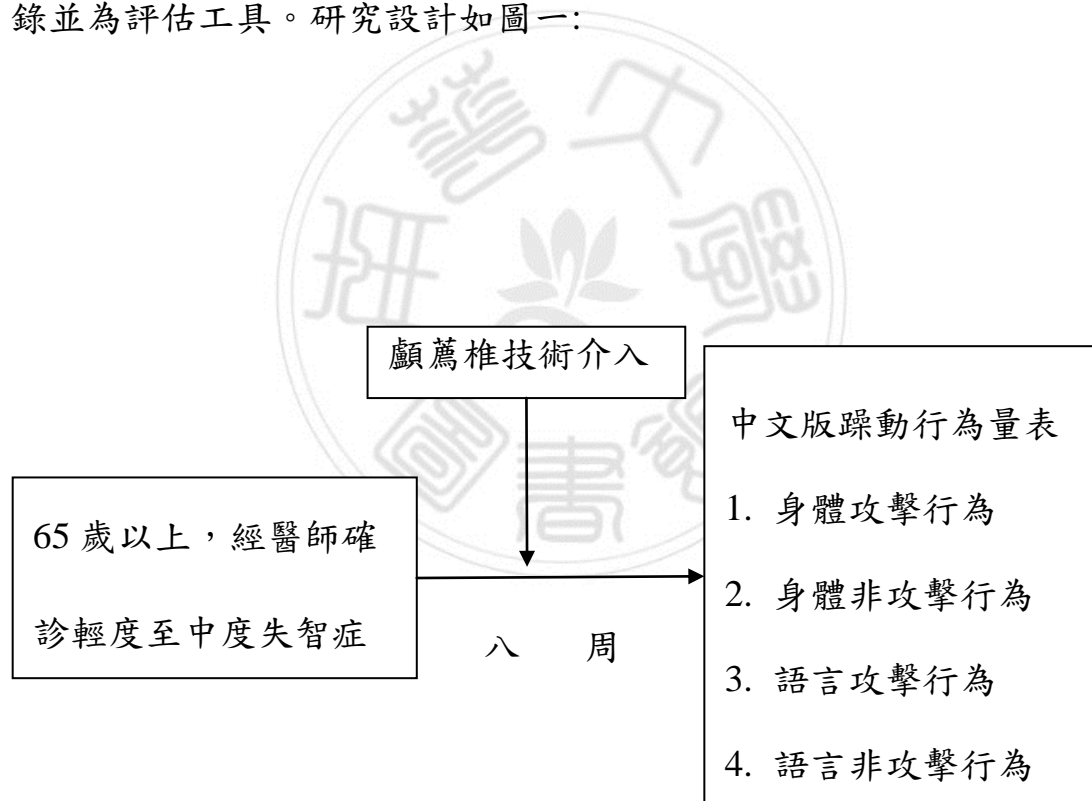 錄並為評估工具。研究設計如圖一:
顱薦椎技術介入
65 歲以上，經醫師確
診輕度至中度失智症
八 周
中文版躁動行為量表
1. 身體攻擊行為
2. 身體非攻擊行為
3. 語言攻擊行為
4. 語言非攻擊行為